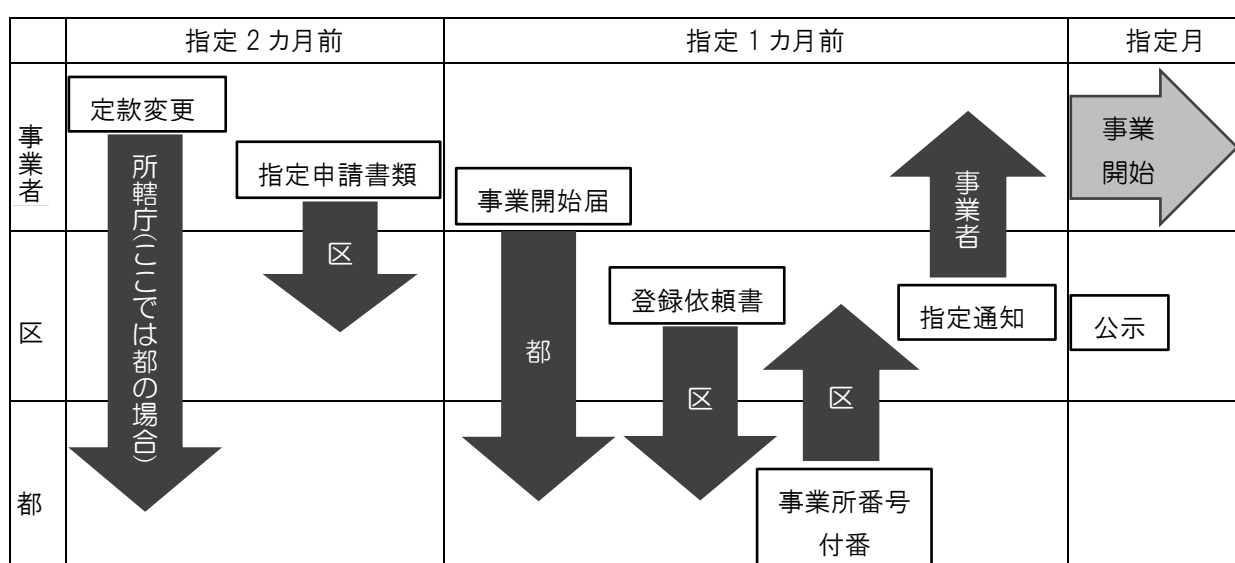 指定２カ月前
指定１カ月前
指定月
事業者
定款変更
所轄庁(ここでは都の場合)
指定申請書類
区
事業開始届
都
事業者
事業
開始
区
登録依頼書
区
区
指定通知
公示
都
事業所番号
付番